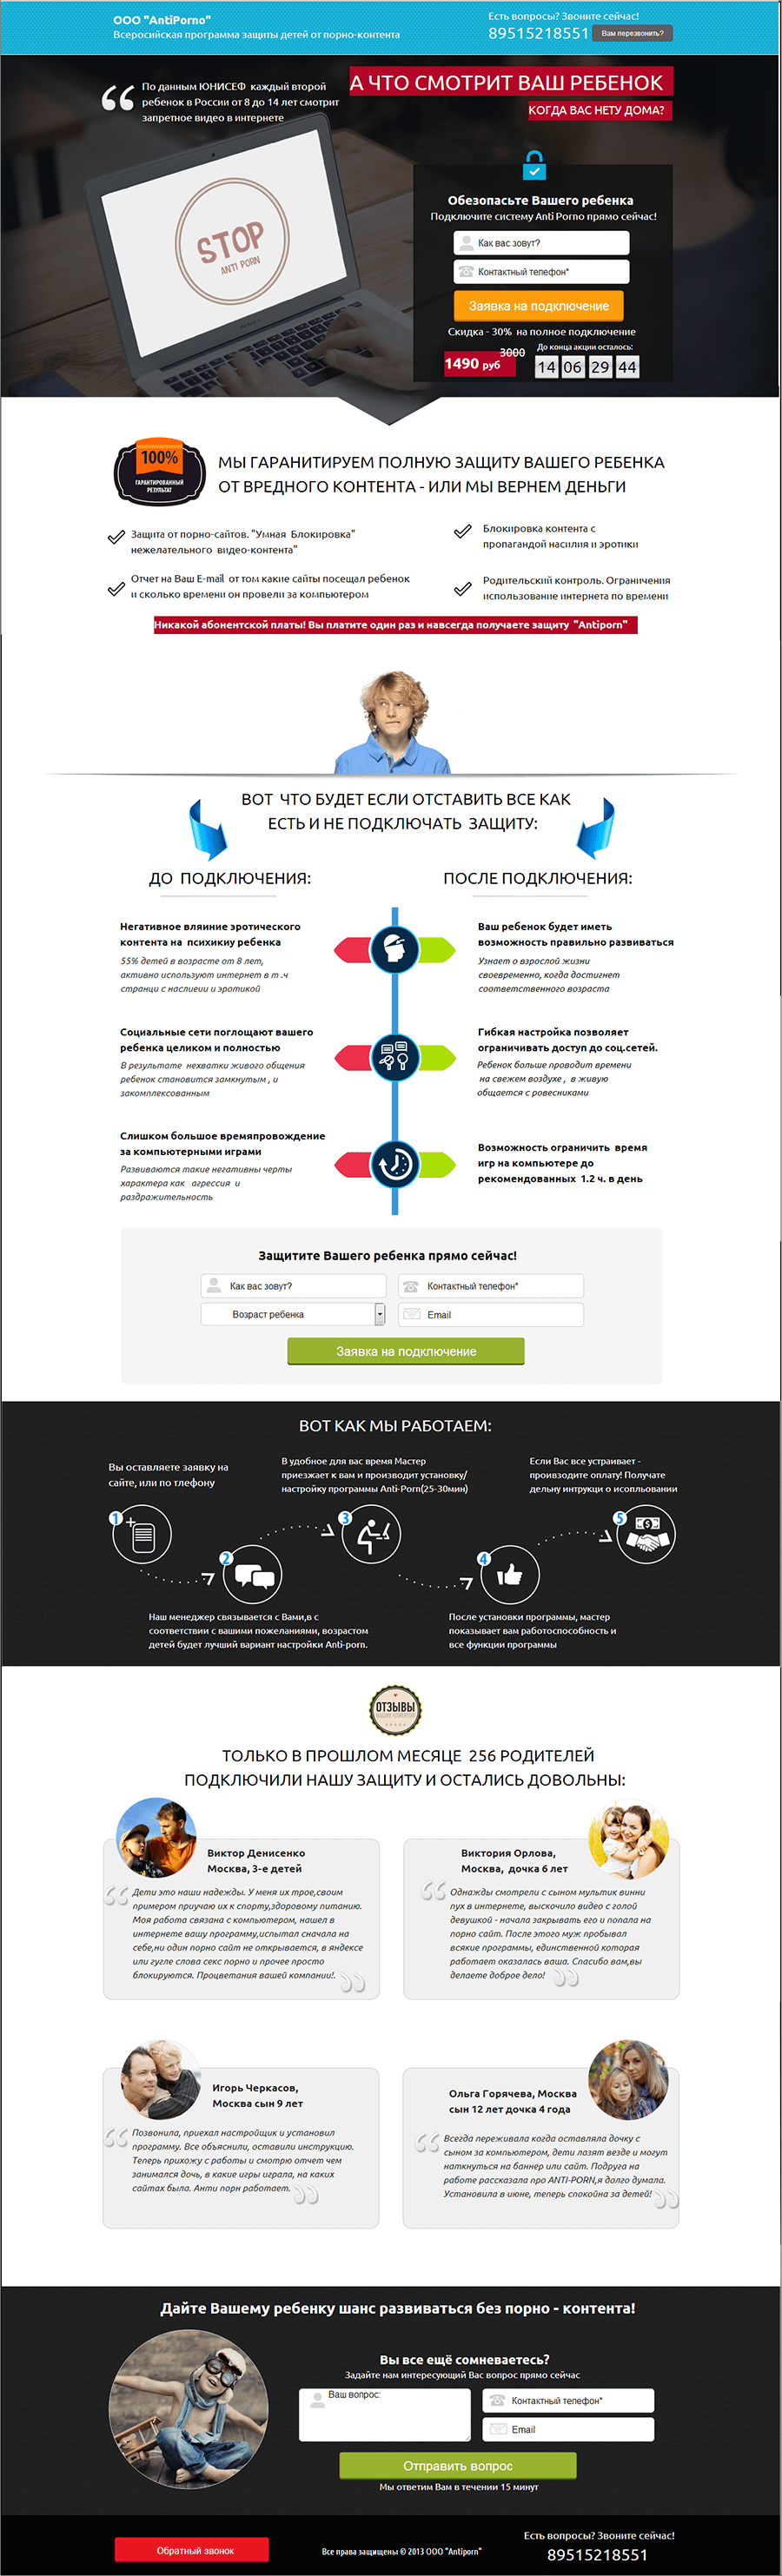 ООО "AntiPorno"
Всеросийская программа защиты детей от порно-контента
Есть вопросы? Звоните сейчас!
89515218551
Вам перезвонить?
По данным ЮНИСЕФ каждый второй
ребенок в России от 8 до 14 лет смотрит
запретное видео в интернете
А ЧТО СМОТРИТ ВАШ РЕБЕНОК
КОГДА ВАС НЕТУ ДОМА?
STOP
ANTI PORN
Обезопасьте Вашего ребенка
Подключите систему Anti Porno прямо сейчас!
Как вас зовут?
Контактный телефон*
Заявка на подключение
Скидка - 30% на полное подключение
3000
1490 руб
До конца акции осталось:
14 06 29 44
100%
ГАРАНТИРОВАННЫЙ
РЕЗУЛЬТАТ
МЫ ГАРАНИТИРУЕМ ПОЛНУЮ ЗАЩИТУ ВАШЕГО РЕБЕНКА
ОТ ВРЕДНОГО КОНТЕНТА - ИЛИ МЫ ВЕРНЕМ ДЕНЬГИ
Защита от порно-сайтов. "Умная Блокировка"
нежелательного видео-контента"
Блокировка контента с
пропагандой насилия и эротики
Отчет на Ваш E-mail от том какие сайты посещал ребенок
и сколько времени он провели за компьютером
Родительский контроль. Ограничения
использование интернета по времени
Никакой абонентской платы! Вы платите один раз и навсегда получаете защиту "Antiporn"
ВОТ ЧТО БУДЕТ ЕСЛИ ОТСТАВИТЬ ВСЕ КАК
ЕСТЬ И НЕ ПОДКЛЮЧАТЬ ЗАЩИТУ:
ДО ПОДКЛЮЧЕНИЯ:
ПОСЛЕ ПОДКЛЮЧЕНИЯ:
Негативное вляиние эротического
контента на психикиу ребенка
55% детей в возрасте от 8 лет,
активно используют интернет в т .ч
странци с наслиеии и эротикой
Ваш ребенок будет иметь
возможность правильно развиваться
Узнает о взрослой жизни
своевременно, когда достигнет
соответственного возраста
Социальные сети поглощают вашего
ребенка целиком и полностью
В результате нехватки живого общения
ребенок становится замкнутым , и
закомплексованным
Гибкая настройка позволяет
ограничивать доступ до соц.сетей.
Ребенок больше проводит времени
на свежем воздухе , в живую
общается с ровесниками
Слишком большое времяпровождение
за компьютерными играми
Развиваются такие негативны черты
характера как агрессия и
раздражительность
Возможность ограничить время
игр на компьютере до
рекомендованных 1.2 ч. в день
Защитите Вашего ребенка прямо сейчас!
Как вас зовут?
Контактный телефон*
Возраст ребенка
Email
Заявка на подключение
ВОТ КАК МЫ РАБОТАЕМ:
Вы оставляете заявку на
сайте, или по тлефону
В удобное для вас время Мастер
приезжает к вам и производит установку/
настройку программы Anti-Porn(25-30мин)
Если Вас все устраивает -
проивзодите оплату! Получате
дельну интрукци о исопльовании
1
2
3
4
5
Наш менеджер связывается с Вами,в с
соответствии с вашими пожеланиями, возрастом
детей будет лучший вариант настройки Anti-porn.
После установки программы, мастер
показывает вам работоспособность и
все функции программы
ОТЗЫВЫ
ТОЛЬКО В ПРОШЛОМ МЕСЯЦЕ 256 РОДИТЕЛЕЙ
ПОДКЛЮЧИЛИ НАШУ ЗАЩИТУ И ОСТАЛИСЬ ДОВОЛЬНЫ:
Виктор Денисенко
Москва, 3-е детей
Дети это наши надежды. У меня их трое,своим
примером приучаю их к спорту,здоровому питанию.
Моя работа связана с компьютером, нашел в
интернете вашу программу,испытал сначала на
себе,ни один порно сайт не открывается, в яндексе
или гугле слова секс порно и прочее просто
блокируются. Процветания вашей компании!.
Виктория Орлова,
Москва, дочка 6 лет
Однажды смотрели с сыном мультик винни
пух в интернете, выскочило видео с голой
девушкой - начала закрывать его и попала на
порно сайт. После этого муж пробывал
всякие программы, единственной которая
работает оказалась ваша. Спасибо вам,вы
делаете доброе дело!
Игорь Черкасов,
Москва сын 9 лет
Позвонила, приехал настройщик и установил
программу. Все объяснили, оставили инструкцию.
Теперь прихожу с работы и смотрю отчет чем
занимался дочь, в какие игры играла, на каких
сайтах была. Анти порн работает.
Ольга Горячева, Москва
сын 12 лет дочка 4 года
Всегда переживала когда оставляла дочку с
сыном за компьютером, дети лазят везде и могут
наткнуться на баннер или сайт. Подруга на
работе рассказала про ANTI-PORN,я долго думала.
Установила в июне, теперь спокойна за детей!
Дайте Вашему ребенку шанс развиваться без порно - контента!
Вы все ещё сомневаетесь?
Задайте нам интересующий Вас вопрос прямо сейчас
Ваш вопрос:
Контактный телефон*
Email
Отправить вопрос
Мы ответим Вам в течении 15 минут
Обратный звонок
Все права защищены © 2013 ООО "Antiporn"
Есть вопросы? Звоните сейчас!
89515218551